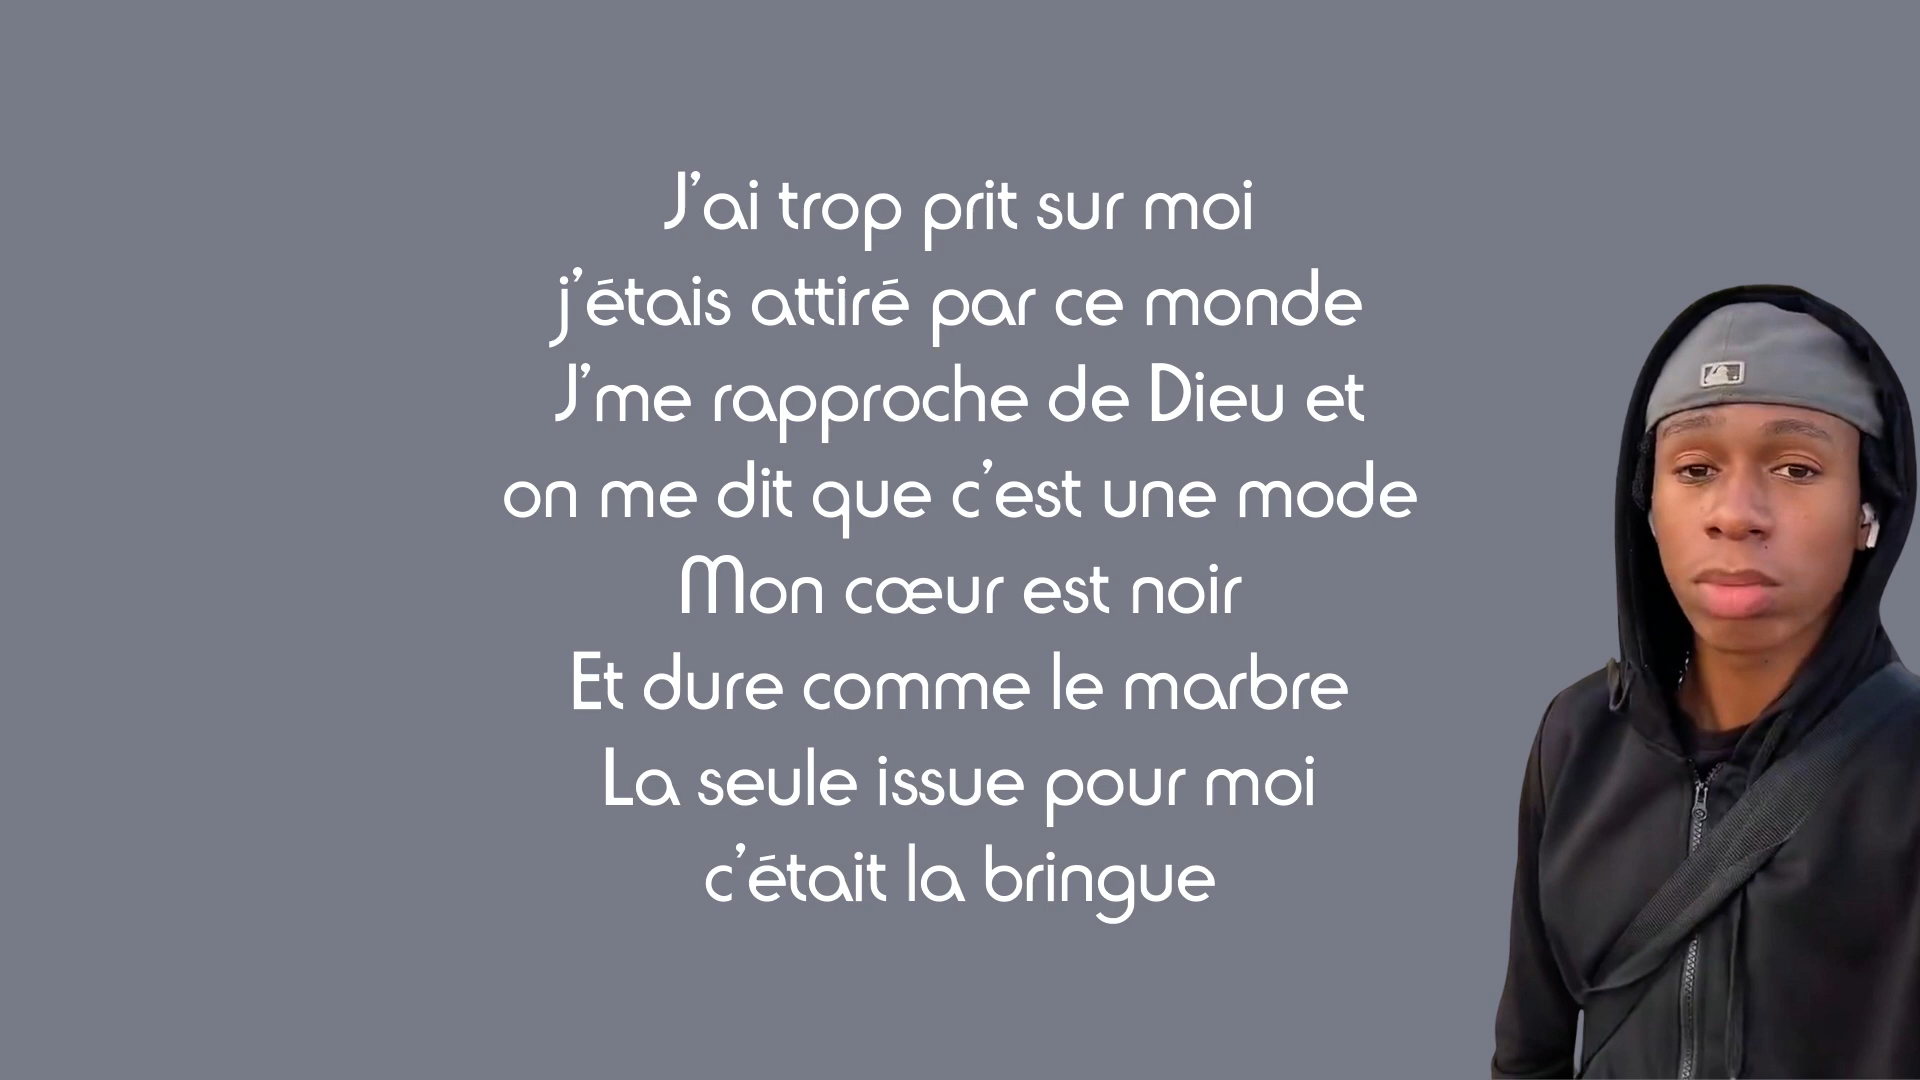 J'ai trop prit sur moi
j'étais attiré par ce monde
J'me rapproche de Dieu et
on me dit que c'est une mode
Mon cœur est noir
Et dure comme le marbre
La seule issue pour moi
c'était la bringue